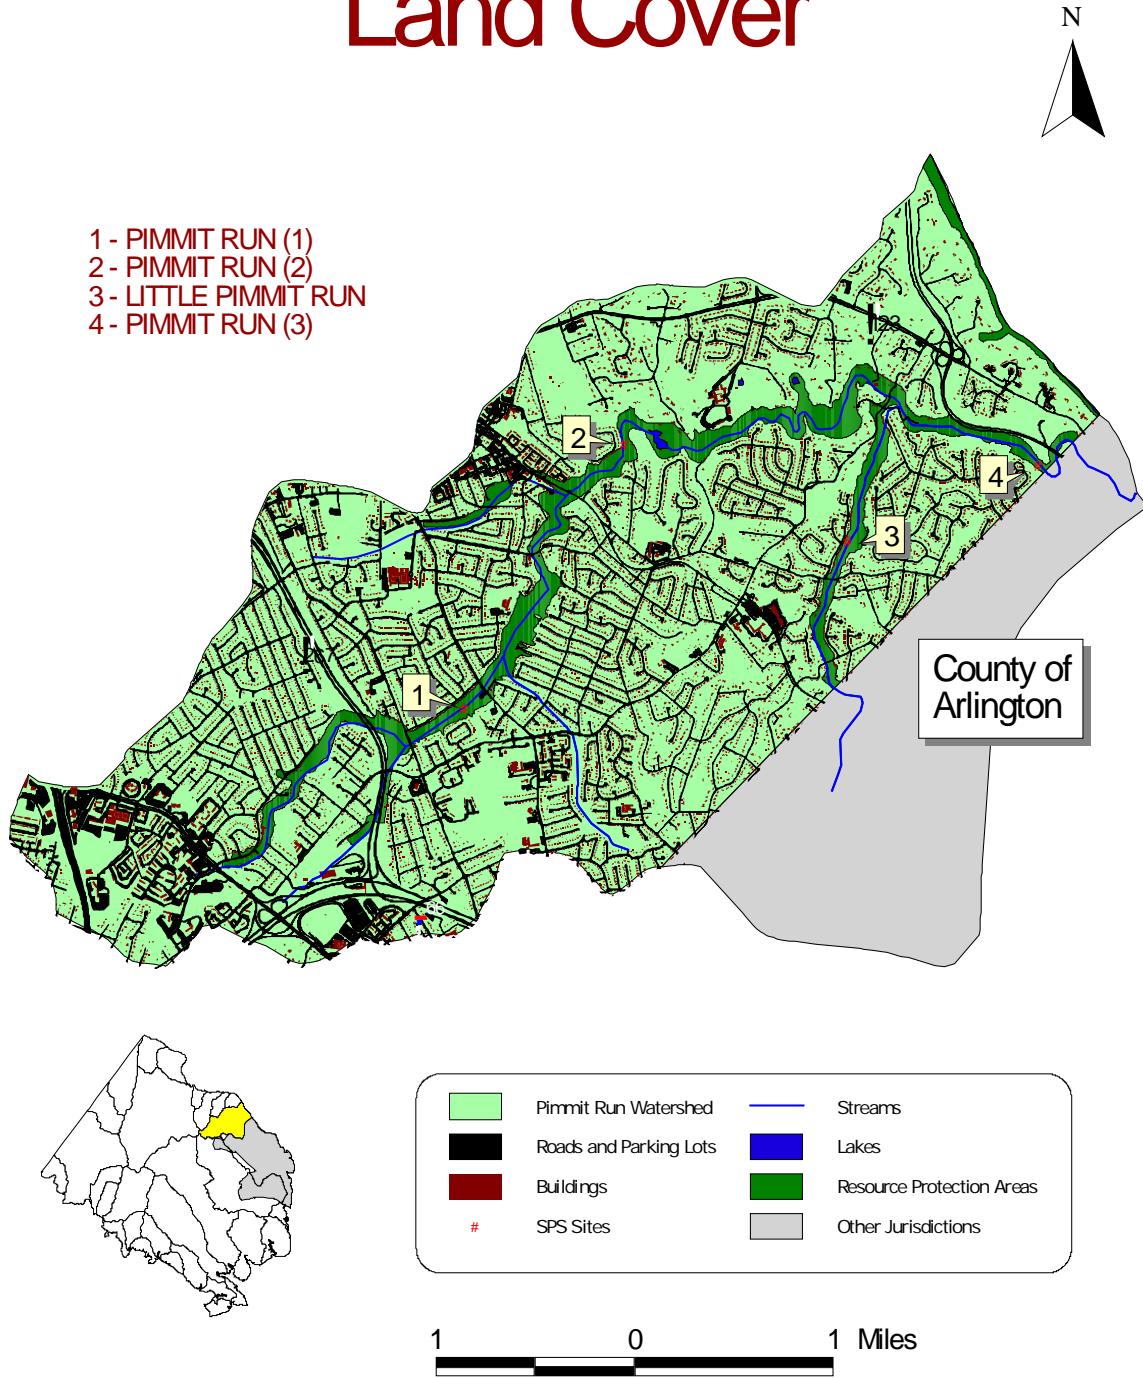 Land Cover
N
1 - PIMMIT RUN (1)
2 - PIMMIT RUN (2)
3 - LITTLE PIMMIT RUN
4 - PIMMIT RUN (3)
2
4
3
1
County of
Arlington
Pimmit Run Watershed
Roads and Parking Lots
Buildings
# SPS Sites
Streams
Lakes
Resource Protection Areas
Other Jurisdictions
1 0 1 Miles